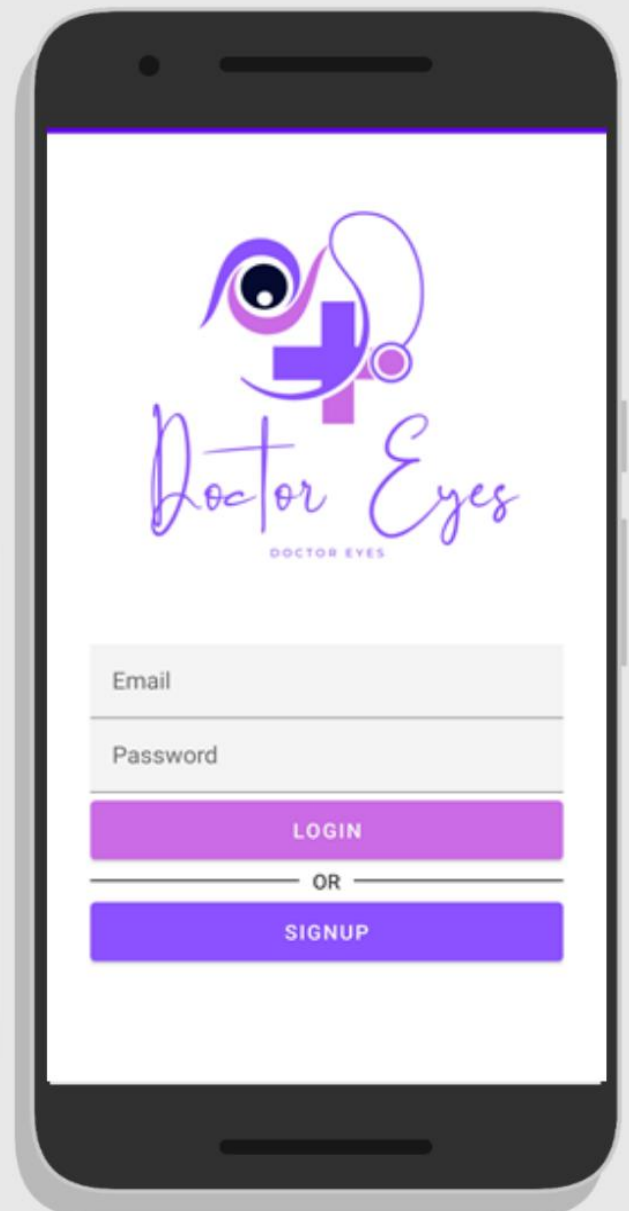 Doctor Eyes
DOCTOR EYES
Email
Password
LOGIN
OR
SIGNUP